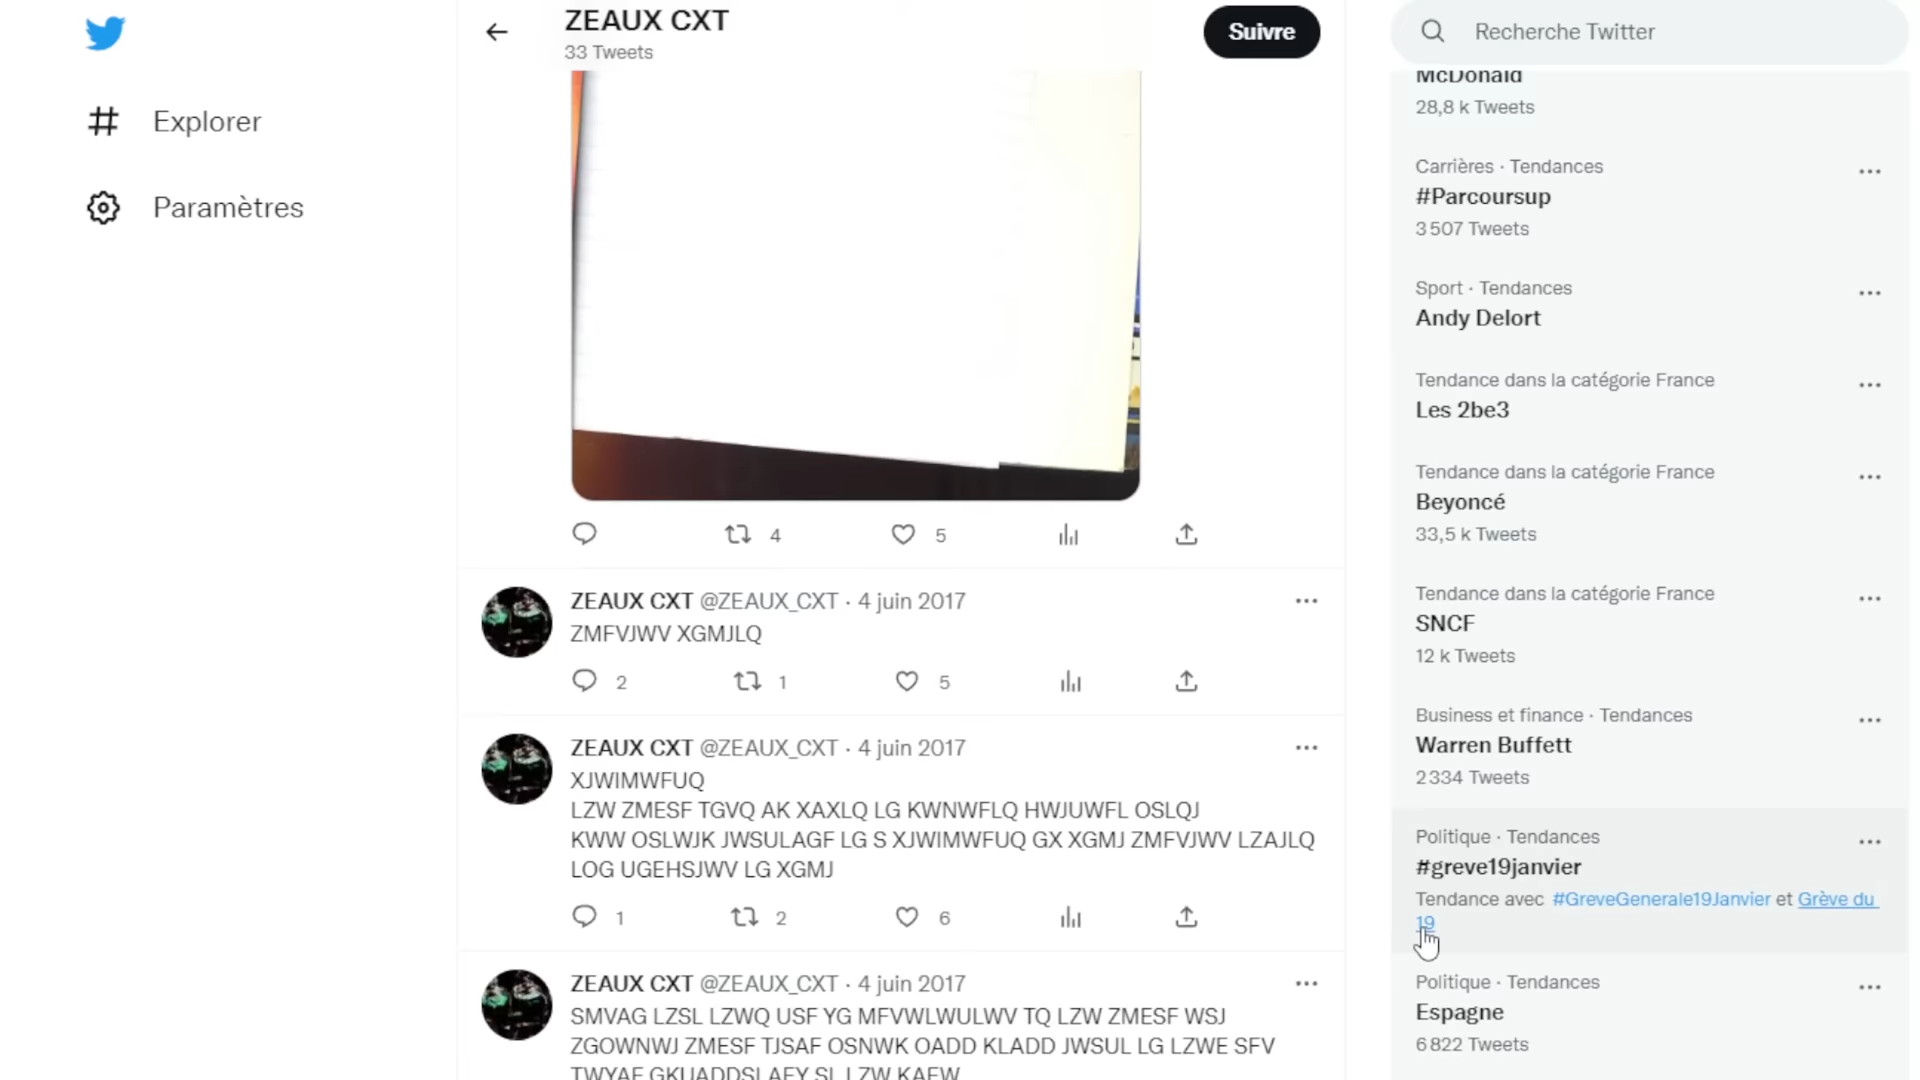 ZEAUX CXT
33 Tweets
Suivre
Recherche Twitter
Explorer
Paramètres
4
5
ZEAUX CXT @ZEAUX_CXT · 4 juin 2017
ZMFVJWV XGMJLQ
2
1
5
ZEAUX CXT @ZEAUX_CXT · 4 juin 2017
XJWIMWFUQ
LZW ZMESF TGVQ AK XAXLQ LG KWNWFLQ HWJUWFL OSLQJ
KWW OSLWJK JWSULAGF LG S XJWIMWFUQ GX XGMJ ZMFVJWV LZAJLQ
LOG UGEHSJWV LG XGMJ
1
2
6
ZEAUX CXT @ZEAUX_CXT · 4 juin 2017
SMVAG LZSL LZWQ USF YG MFVWLWULWV TQ LZW ZMESF WSJ
ZGOWNWJ ZMESF TJSAF OSNWK OADD KLADD JWSUL LG LZWE SFV
TWYAF GKUADDSLAFY SL LZW KAEW
McDonald
28,8 k Tweets
Carrières · Tendances
#Parcoursup
3 507 Tweets
Sport · Tendances
Andy Delort
Tendance dans la catégorie France
Les 2be3
Tendance dans la catégorie France
Beyoncé
33,5 k Tweets
Tendance dans la catégorie France
SNCF
12 k Tweets
Business et finance · Tendances
Warren Buffett
2 334 Tweets
Politique · Tendances
#greve19janvier
Tendance avec #GreveGenerale19Janvier et Grève du
19
Politique · Tendances
Espagne
6 822 Tweets